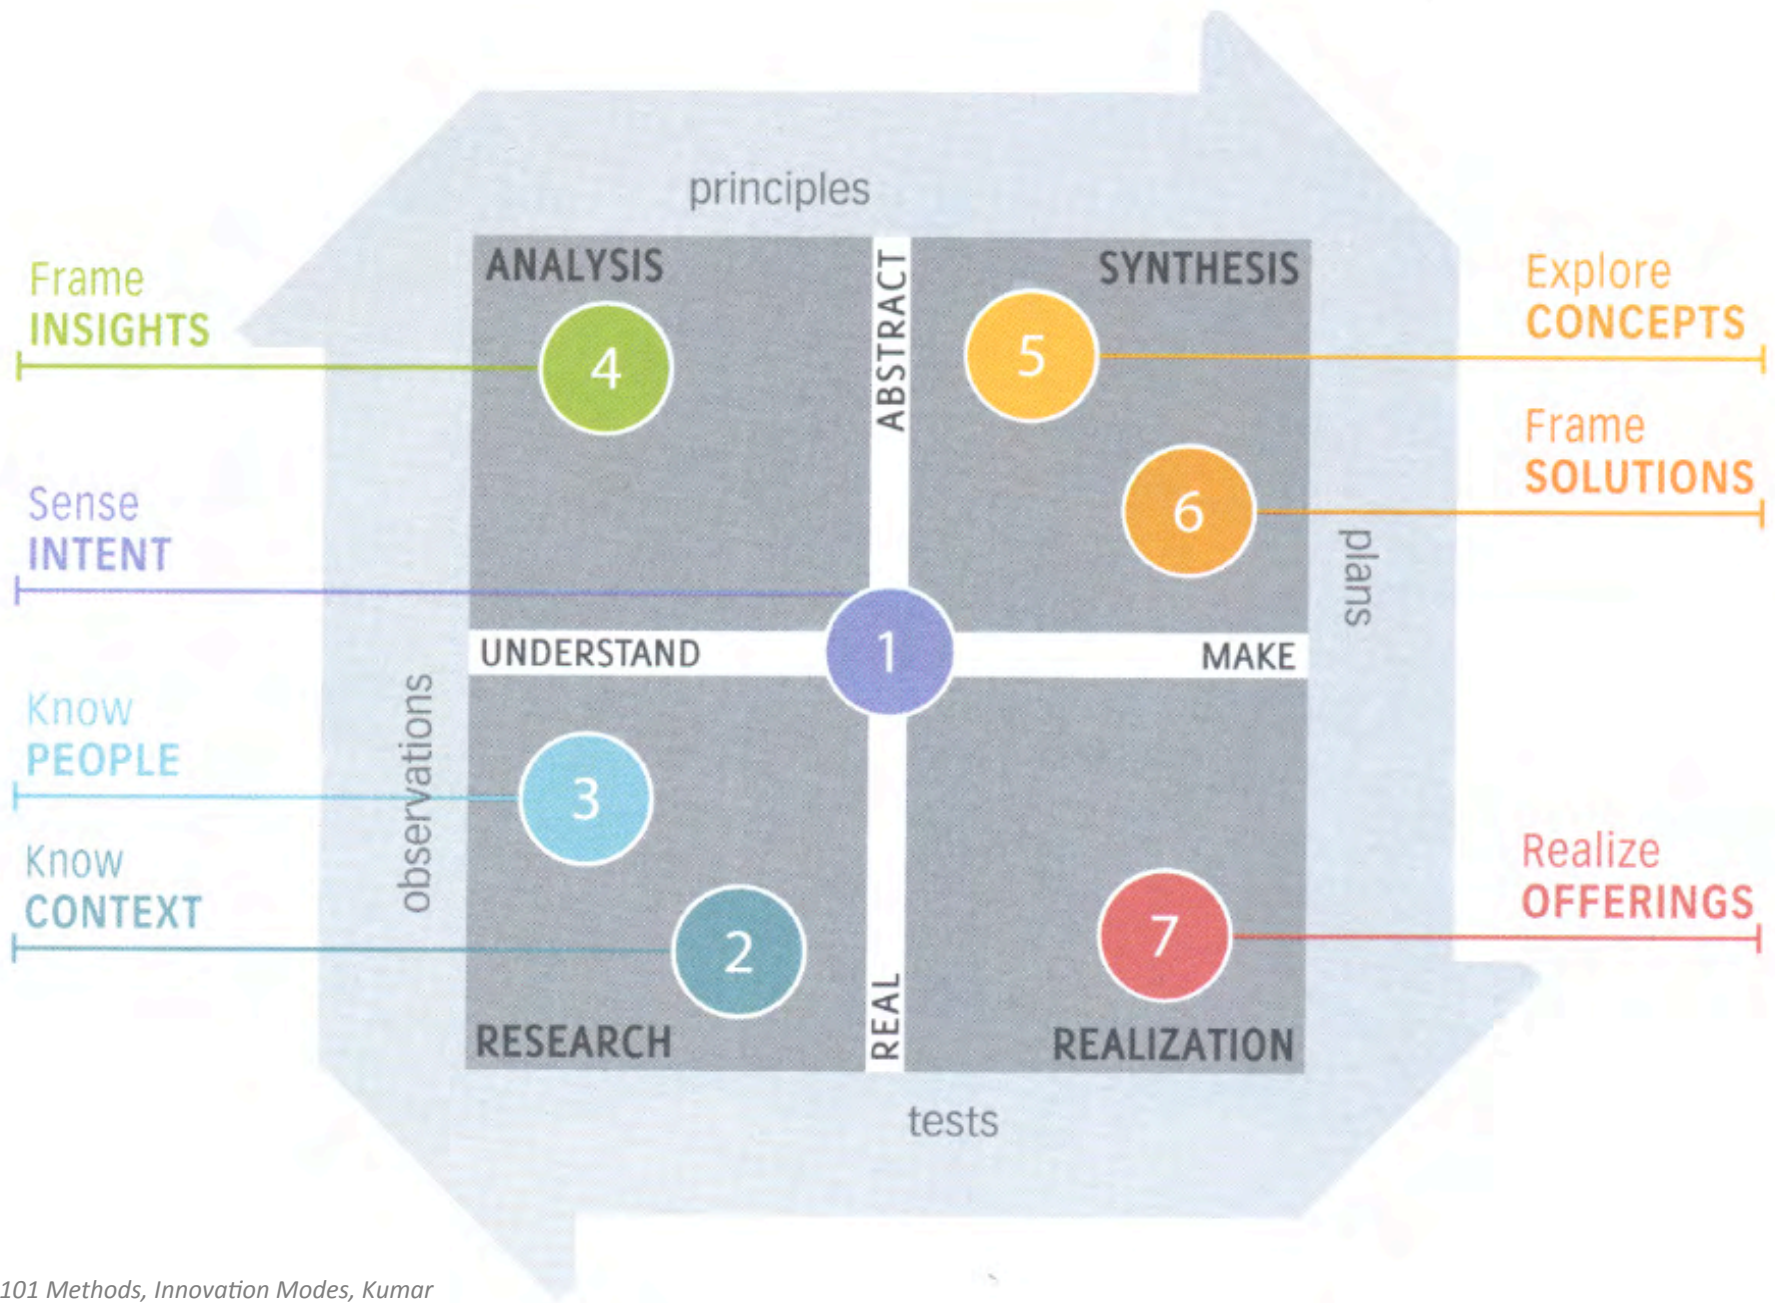 principles
ANALYSIS
SYNTHESIS
ABSTRACT
Frame
INSIGHTS
4
5
Explore
CONCEPTS
Frame
SOLUTIONS
6
plans
Sense
INTENT
1
UNDERSTAND
MAKE
observations
Know
PEOPLE
3
Know
CONTEXT
2
Realize
OFFERINGS
7
REAL
RESEARCH
REALIZATION
tests
101 Methods, Innovation Modes, Kumar